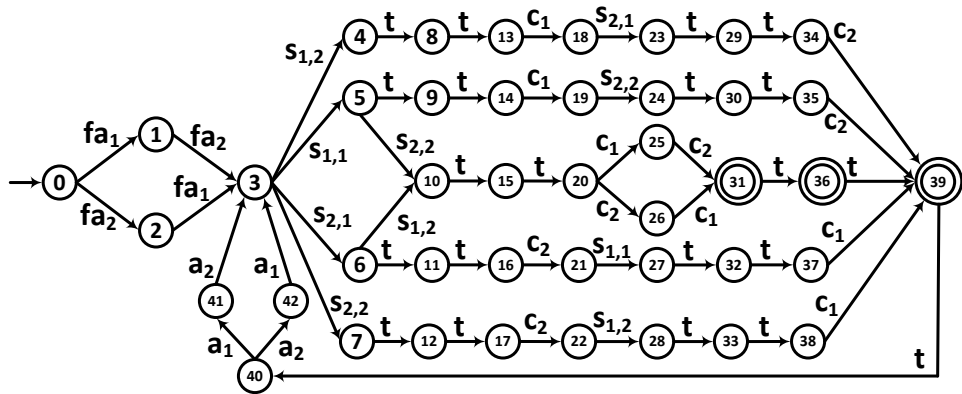 4 t 8 t 13 c1 18 s2,1 23 t 29 t 34 c2
s1,2
5 t 9 t 14 c1 19 s2,2 24 t 30 t 35 c2
fa1 1 fa2 s1,1 s2,2 c1 25 c2
0 3 10 t 15 t 20 31 t 36 t 39
fa2 2 fa1 s2,1 s1,2 c2 26 c1
6 t 11 t 16 c2 21 s1,1 27 t 32 t 37 c1
a2 a1 s2,2
41 42
7 t 12 t 17 c2 22 s1,2 28 t 33 t 38 c1
a1 a2
40 t